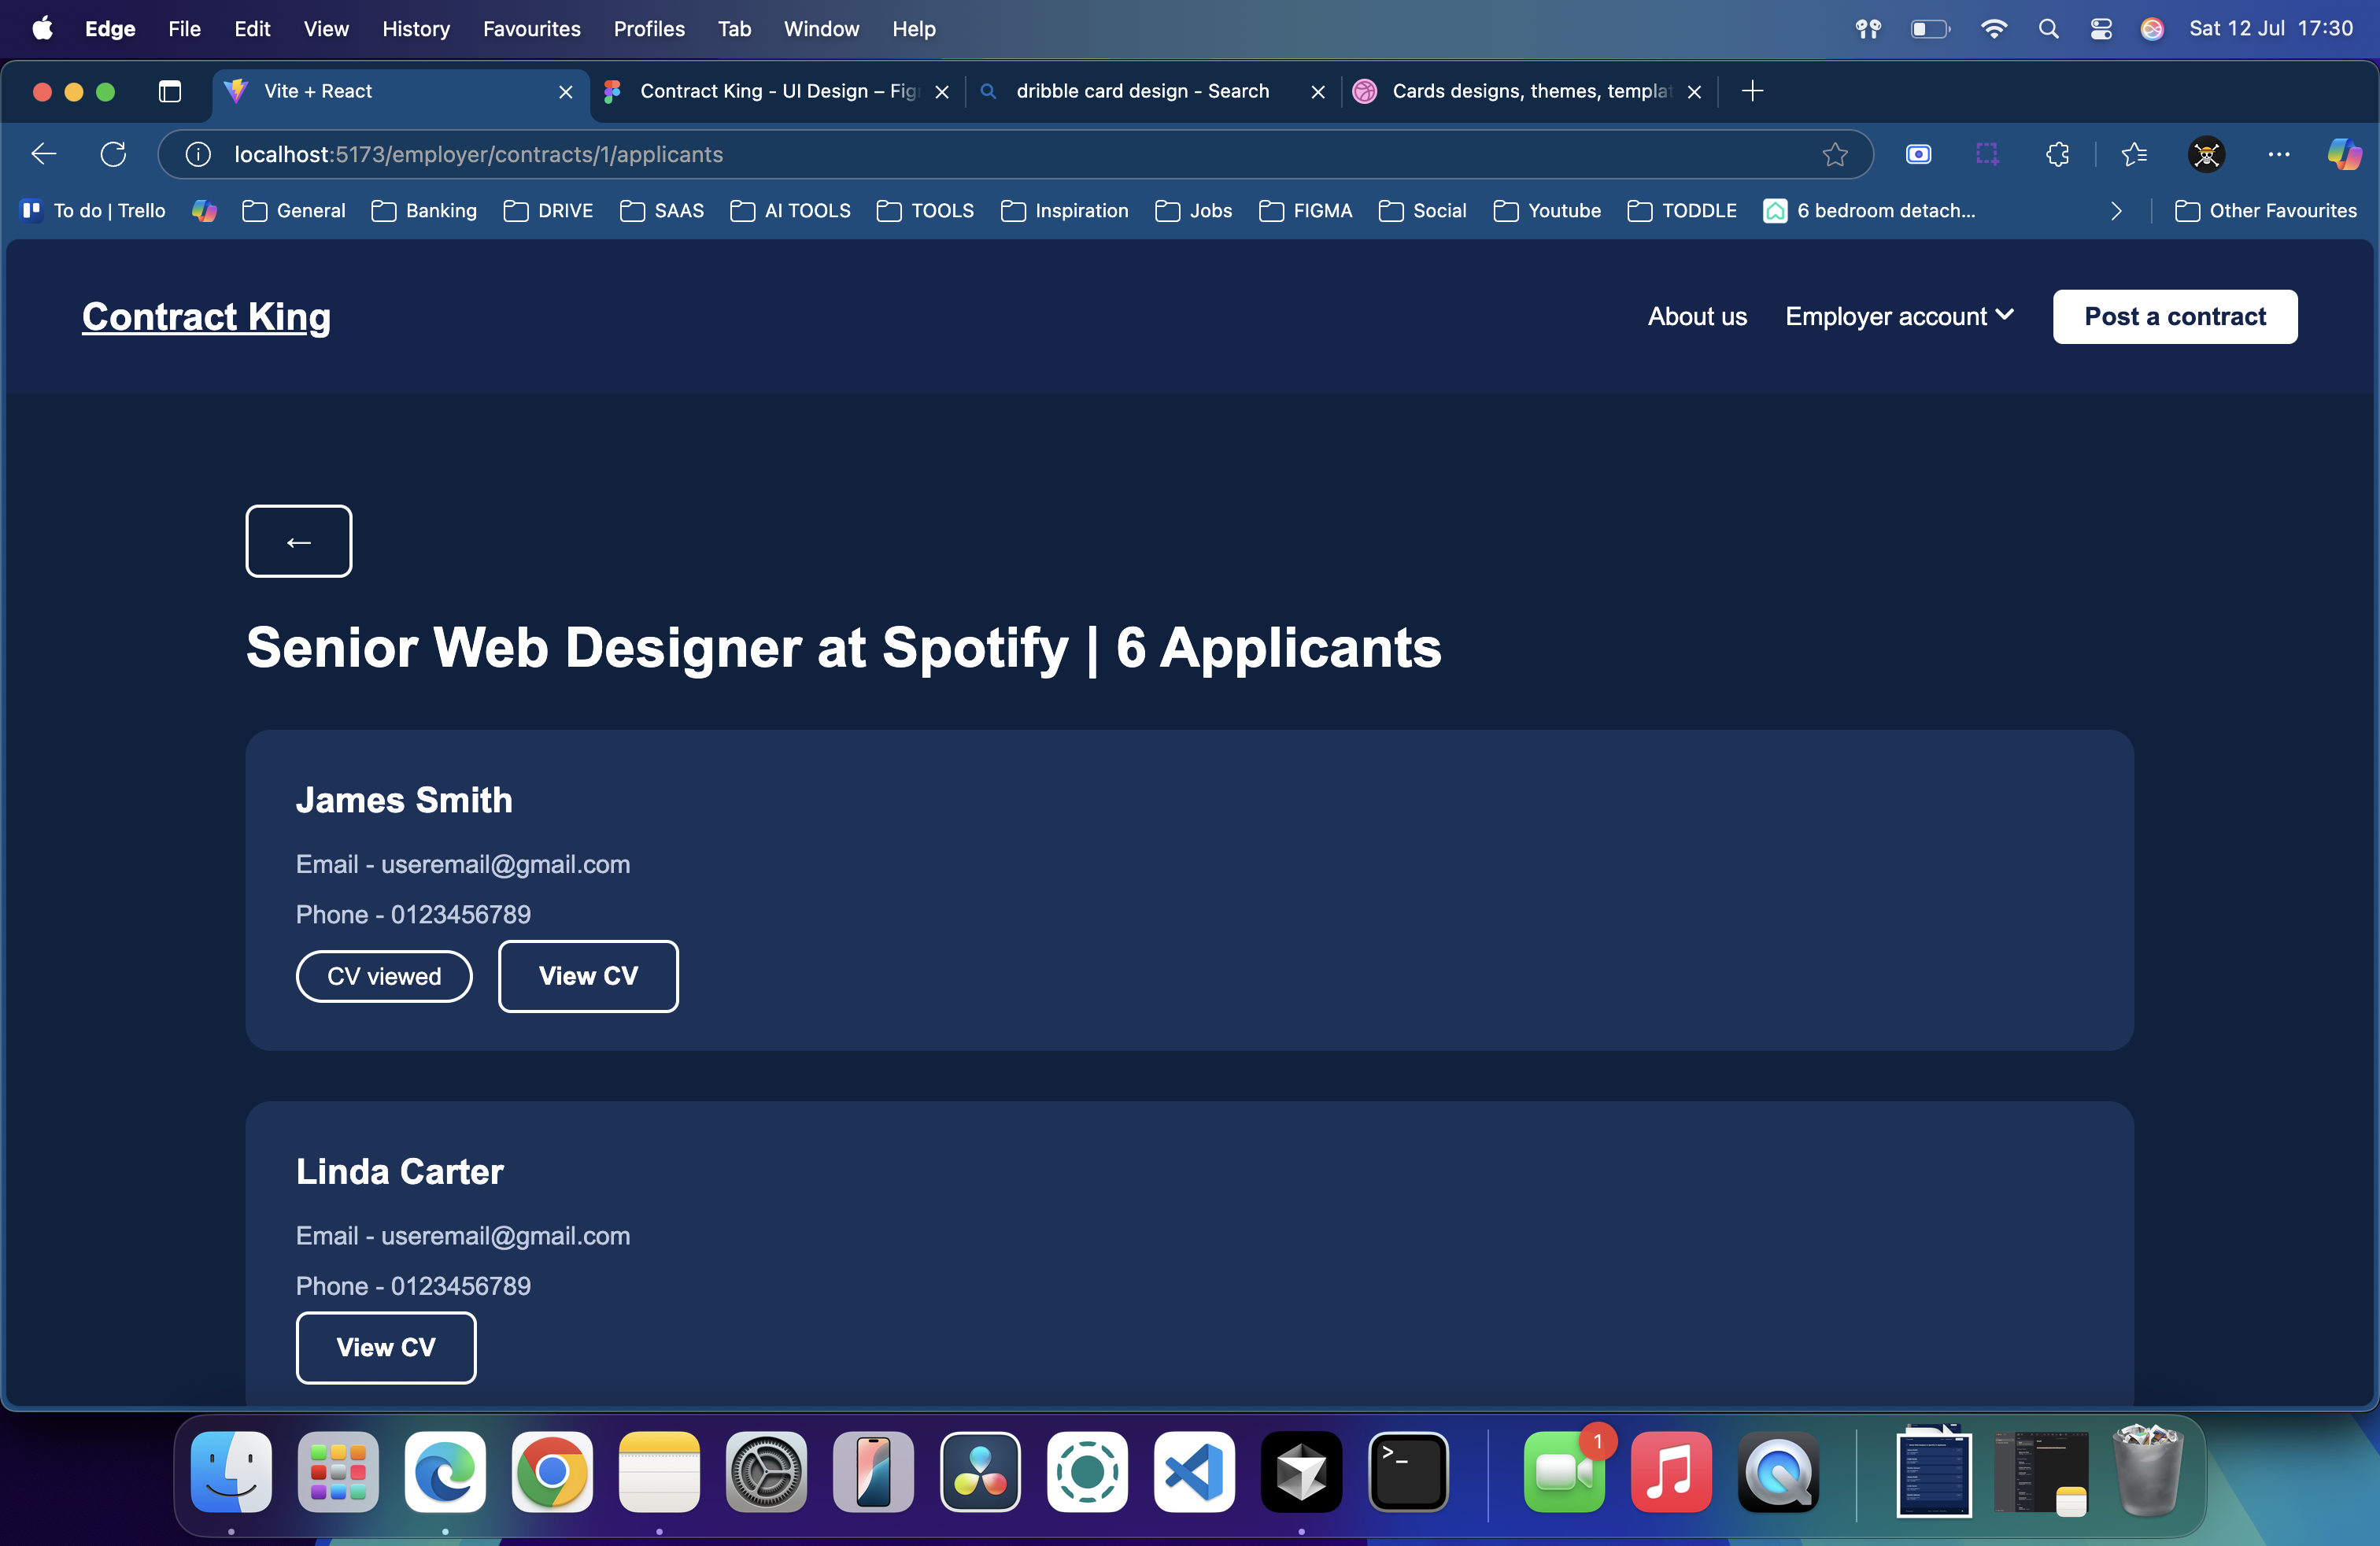 Edge File Edit View History Favourites Profiles Tab Window Help Sat 12 Jul 17:30
Vite + React Contract King - UI Design – Fig dribble card design - Search Cards designs, themes, templat
localhost:5173/employer/contracts/1/applicants
To do | Trello General Banking DRIVE SAAS AI TOOLS TOOLS Inspiration Jobs FIGMA Social Youtube TODDLE 6 bedroom detach... Other Favourites
Contract King About us Employer account Post a contract
←
Senior Web Designer at Spotify | 6 Applicants
James Smith
Email - useremail@gmail.com
Phone - 0123456789
CV viewed View CV
Linda Carter
Email - useremail@gmail.com
Phone - 0123456789
View CV
1